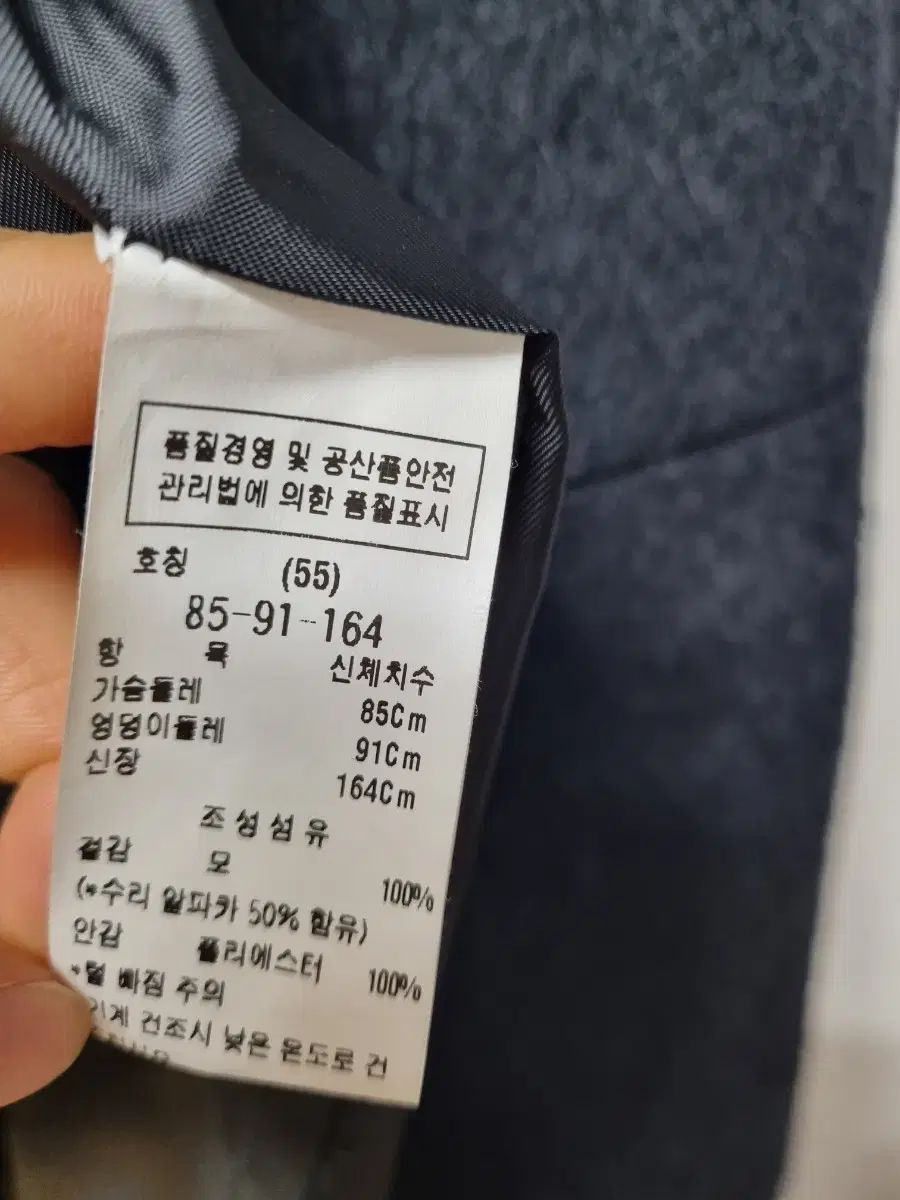 품질경영 및 공산품안전
관리법에 의한 품질표시
호칭 (55)
85-91-164
항 목 신체치수
가슴둘레 85Cm
엉덩이둘레 91Cm
신장 164Cm
조성섬유
겉감 모 100%
(*수리 알파카 50% 함유)
안감 폴리에스터 100%
*털 빠짐 주의
건조시 낮은 온도로 건